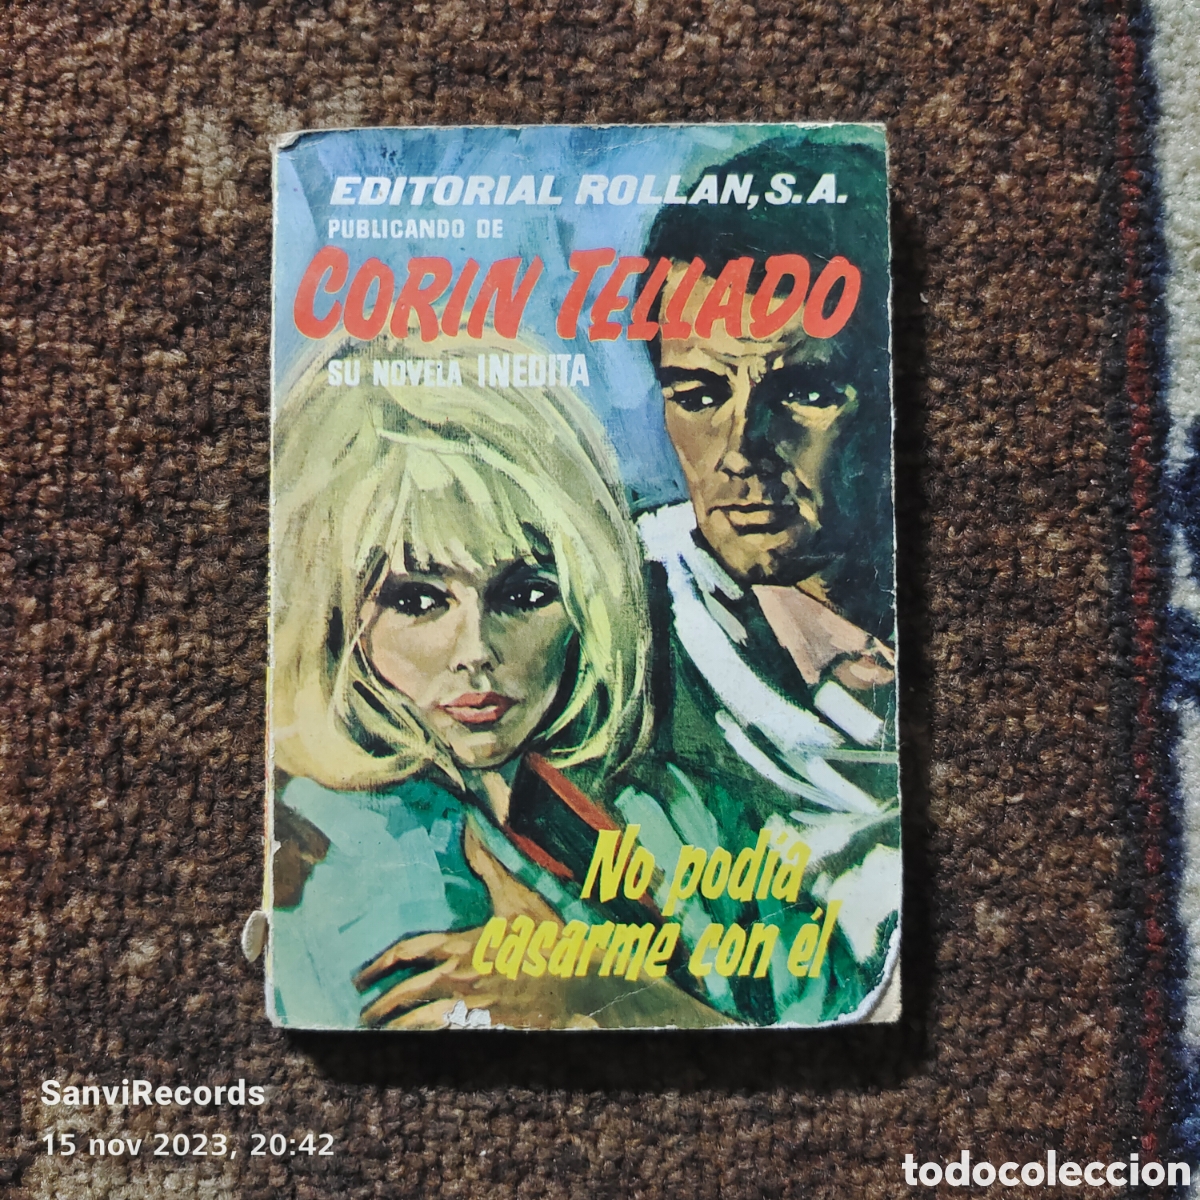 EDITORIAL ROLLAN, S.A.
PUBLICANDO DE
CORIN TELLADO
SU NOVELA INEDITA
No podía
casarme con él
SanviRecords
15 nov 2023, 20:42
todocoleccion